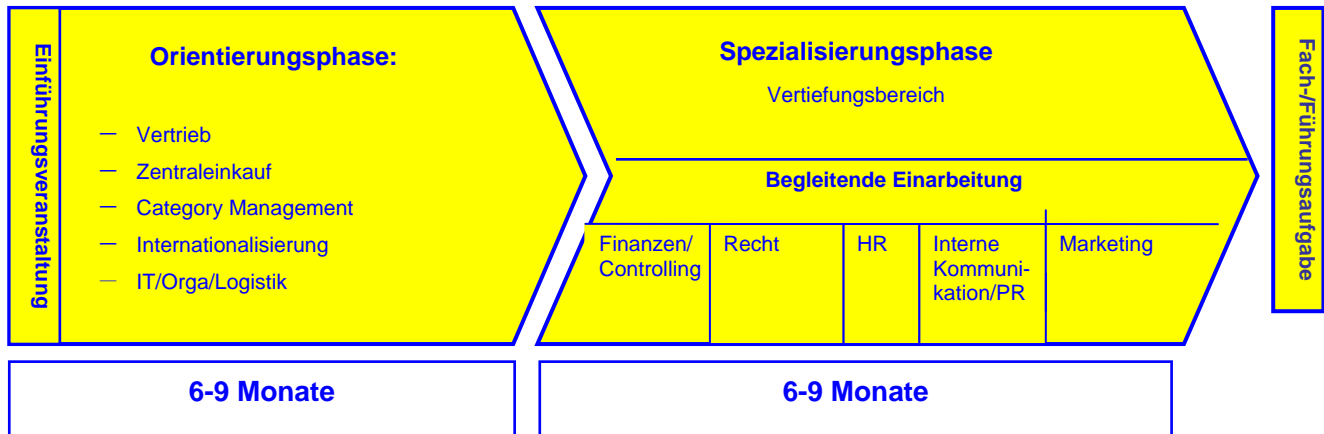 Einführungsveranstaltung
Orientierungsphase:
– Vertrieb
– Zentraleinkauf
– Category Management
– Internationalisierung
– IT/Orga/Logistik
Spezialisierungsphase
Vertiefungsbereich
Begleitende Einarbeitung
Finanzen/
Controlling
Recht
HR
Interne
Kommuni-
kation/PR
Marketing
Fach-/Führungsaufgabe
6-9 Monate
6-9 Monate